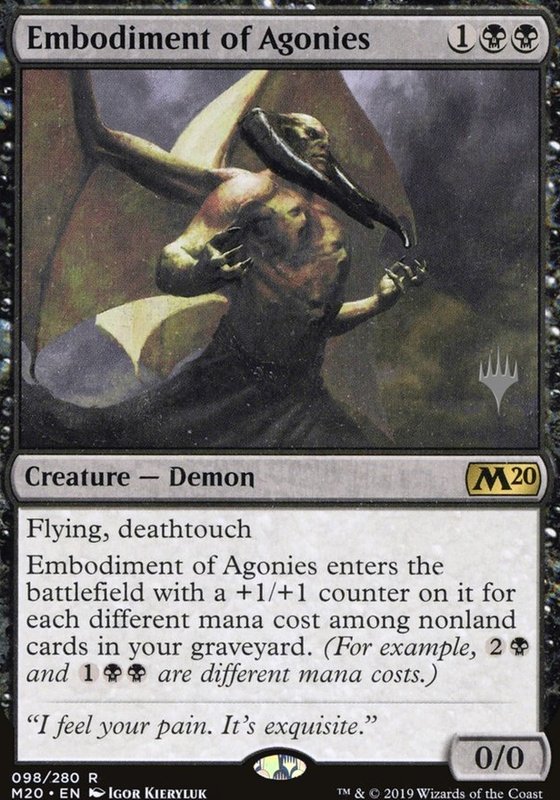 Embodiment of Agonies 1
Creature — Demon M20
Flying, deathtouch
Embodiment of Agonies enters the
battlefield with a +1/+1 counter on it for
each different mana cost among nonland
cards in your graveyard. (For example, 2
and 1 are different mana costs.)
“I feel your pain. It’s exquisite.”
0/0
098/280 R
M20 • EN Igor Kieryluk
™ & © 2019 Wizards of the Coast